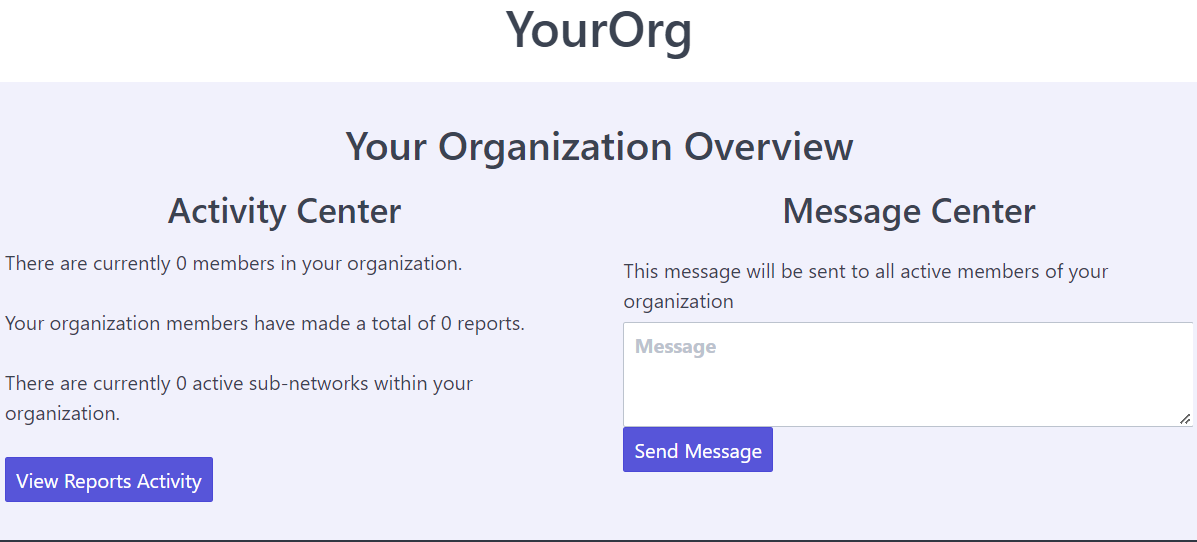 YourOrg
Your Organization Overview
Activity Center
There are currently 0 members in your organization.
Your organization members have made a total of 0 reports.
There are currently 0 active sub-networks within your
organization.
View Reports Activity
Message Center
This message will be sent to all active members of your
organization
Message
Send Message